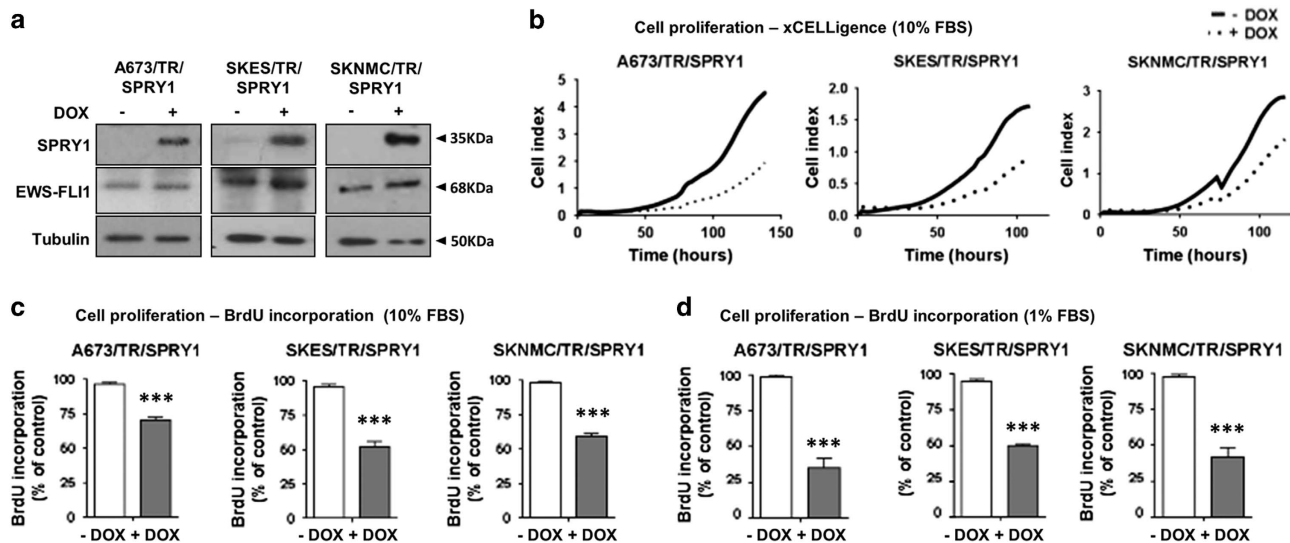 a
A673/TR/ SKES/TR/ SKNMC/TR/
SPRY1 SPRY1 SPRY1
DOX - + - + - +
SPRY1 ◄35KDa
EWS-FLI1 ◄68KDa
Tubulin ◄50KDa
b
Cell proliferation – xCELLigence (10% FBS)
- DOX
+ DOX
A673/TR/SPRY1
Cell index
5
4
3
2
1
0
0 50 100 150
Time (hours)
SKES/TR/SPRY1
Cell index
2.0
1.5
1.0
0.5
0.0
0 50 100
Time (hours)
SKNMC/TR/SPRY1
Cell index
3
2
1
0
0 50 100
Time (hours)
c
Cell proliferation – BrdU incorporation (10% FBS)
A673/TR/SPRY1
BrdU incorporation
(% of control)
100
75
50
25
0
***
- DOX + DOX
SKES/TR/SPRY1
BrdU incorporation
(% of control)
100
75
50
25
0
***
- DOX + DOX
SKNMC/TR/SPRY1
BrdU incorporation
(% of control)
100
75
50
25
0
***
- DOX + DOX
d
Cell proliferation – BrdU incorporation (1% FBS)
A673/TR/SPRY1
BrdU incorporation
(% of control)
100
75
50
25
0
***
- DOX + DOX
SKES/TR/SPRY1
BrdU incorporation
(% of control)
100
75
50
25
0
***
- DOX + DOX
SKNMC/TR/SPRY1
BrdU incorporation
(% of control)
100
75
50
25
0
***
- DOX + DOX